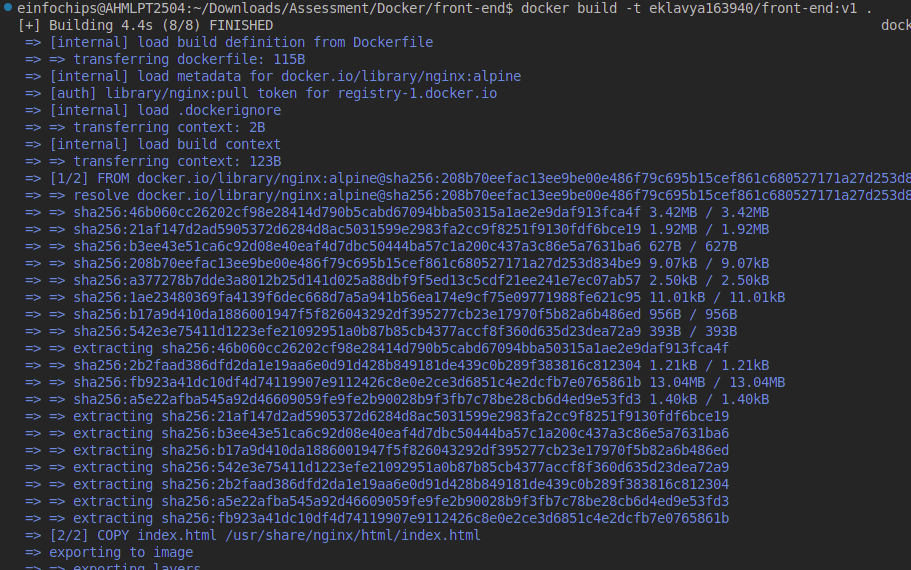 einfochips@AHMLPT2504:~/Downloads/Assessment/Docker/front-end$ docker build -t eklavya163940/front-end:v1 .
[+] Building 4.4s (8/8) FINISHED dock
=> [internal] load build definition from Dockerfile
=> => transferring dockerfile: 115B
=> [internal] load metadata for docker.io/library/nginx:alpine
=> [auth] library/nginx:pull token for registry-1.docker.io
=> [internal] load .dockerignore
=> => transferring context: 2B
=> [internal] load build context
=> => transferring context: 123B
=> [1/2] FROM docker.io/library/nginx:alpine@sha256:208b70eefac13ee9be00e486f79c695b15cef861c680527171a27d253d8
=> => resolve docker.io/library/nginx:alpine@sha256:208b70eefac13ee9be00e486f79c695b15cef861c680527171a27d253d8
=> => sha256:46b060cc26202cf98e28414d790b5cabd67094bba50315a1ae2e9daf913fca4f 3.42MB / 3.42MB
=> => sha256:21af147d2ad5905372d6284d8ac5031599e2983fa2cc9f8251f9130fdf6bce19 1.92MB / 1.92MB
=> => sha256:b3ee43e51ca6c92d08e40eaf4d7dbc50444ba57c1a200c437a3c86e5a7631ba6 627B / 627B
=> => sha256:208b70eefac13ee9be00e486f79c695b15cef861c680527171a27d253d834be9 9.07kB / 9.07kB
=> => sha256:a377278b7dde3a8012b25d141d025a88dbf9f5ed13c5cdf21ee241e7ec07ab57 2.50kB / 2.50kB
=> => sha256:1ae23480369fa4139f6dec668d7a5a941b56ea174e9cf75e09771988fe621c95 11.01kB / 11.01kB
=> => sha256:b17a9d410da1886001947f5f826043292df395277cb23e17970f5b82a6b486ed 956B / 956B
=> => sha256:542e3e75411d1223efe21092951a0b87b85cb4377accf8f360d635d23dea72a9 393B / 393B
=> => extracting sha256:46b060cc26202cf98e28414d790b5cabd67094bba50315a1ae2e9daf913fca4f
=> => sha256:2b2faad386dfd2da1e19aa6e0d91d428b849181de439c0b289f383816c812304 1.21kB / 1.21kB
=> => sha256:fb923a41dc10df4d74119907e9112426c8e0e2ce3d6851c4e2dcfb7e0765861b 13.04MB / 13.04MB
=> => sha256:a5e22afba545a92d46609059fe9fe2b90028b9f3fb7c78be28cb6d4ed9e53fd3 1.40kB / 1.40kB
=> => extracting sha256:21af147d2ad5905372d6284d8ac5031599e2983fa2cc9f8251f9130fdf6bce19
=> => extracting sha256:b3ee43e51ca6c92d08e40eaf4d7dbc50444ba57c1a200c437a3c86e5a7631ba6
=> => extracting sha256:b17a9d410da1886001947f5f826043292df395277cb23e17970f5b82a6b486ed
=> => extracting sha256:542e3e75411d1223efe21092951a0b87b85cb4377accf8f360d635d23dea72a9
=> => extracting sha256:2b2faad386dfd2da1e19aa6e0d91d428b849181de439c0b289f383816c812304
=> => extracting sha256:a5e22afba545a92d46609059fe9fe2b90028b9f3fb7c78be28cb6d4ed9e53fd3
=> => extracting sha256:fb923a41dc10df4d74119907e9112426c8e0e2ce3d6851c4e2dcfb7e0765861b
=> [2/2] COPY index.html /usr/share/nginx/html/index.html
=> exporting to image
=> => exporting layers